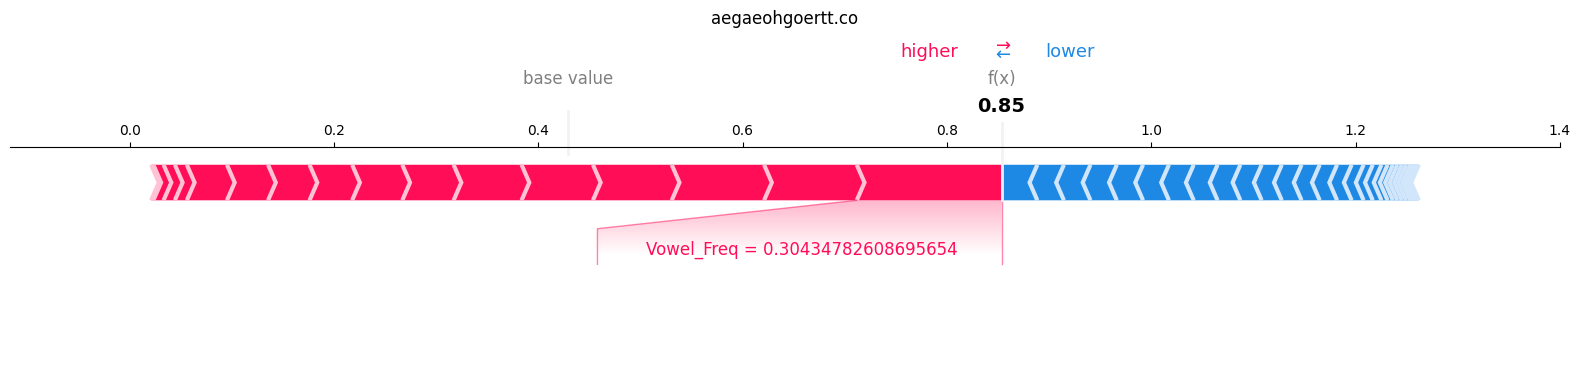 aegaeohgoertt.co
higher ⇄ lower
base value f(x)
0.85
0.0 0.2 0.4 0.6 0.8 1.0 1.2 1.4
Vowel_Freq = 0.30434782608695654